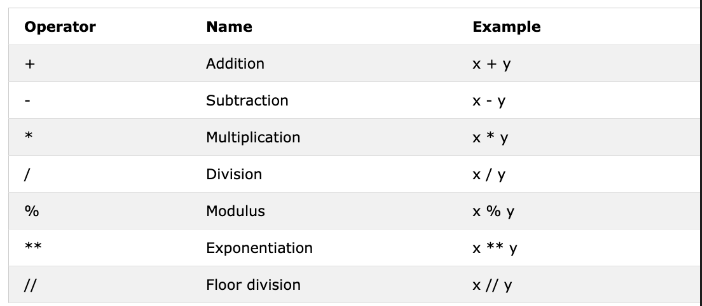 Operator Name Example
+ Addition x + y
- Subtraction x - y
* Multiplication x * y
/ Division x / y
% Modulus x % y
** Exponentiation x ** y
// Floor division x // y